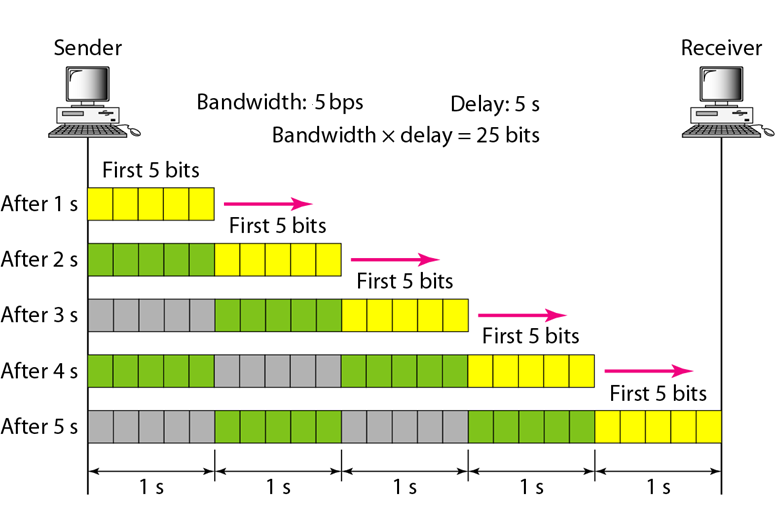 Sender
Receiver
Bandwidth: 5 bps
Delay: 5 s
Bandwidth × delay = 25 bits
First 5 bits
After 1 s
First 5 bits
After 2 s
First 5 bits
After 3 s
First 5 bits
After 4 s
First 5 bits
After 5 s
1 s
1 s
1 s
1 s
1 s